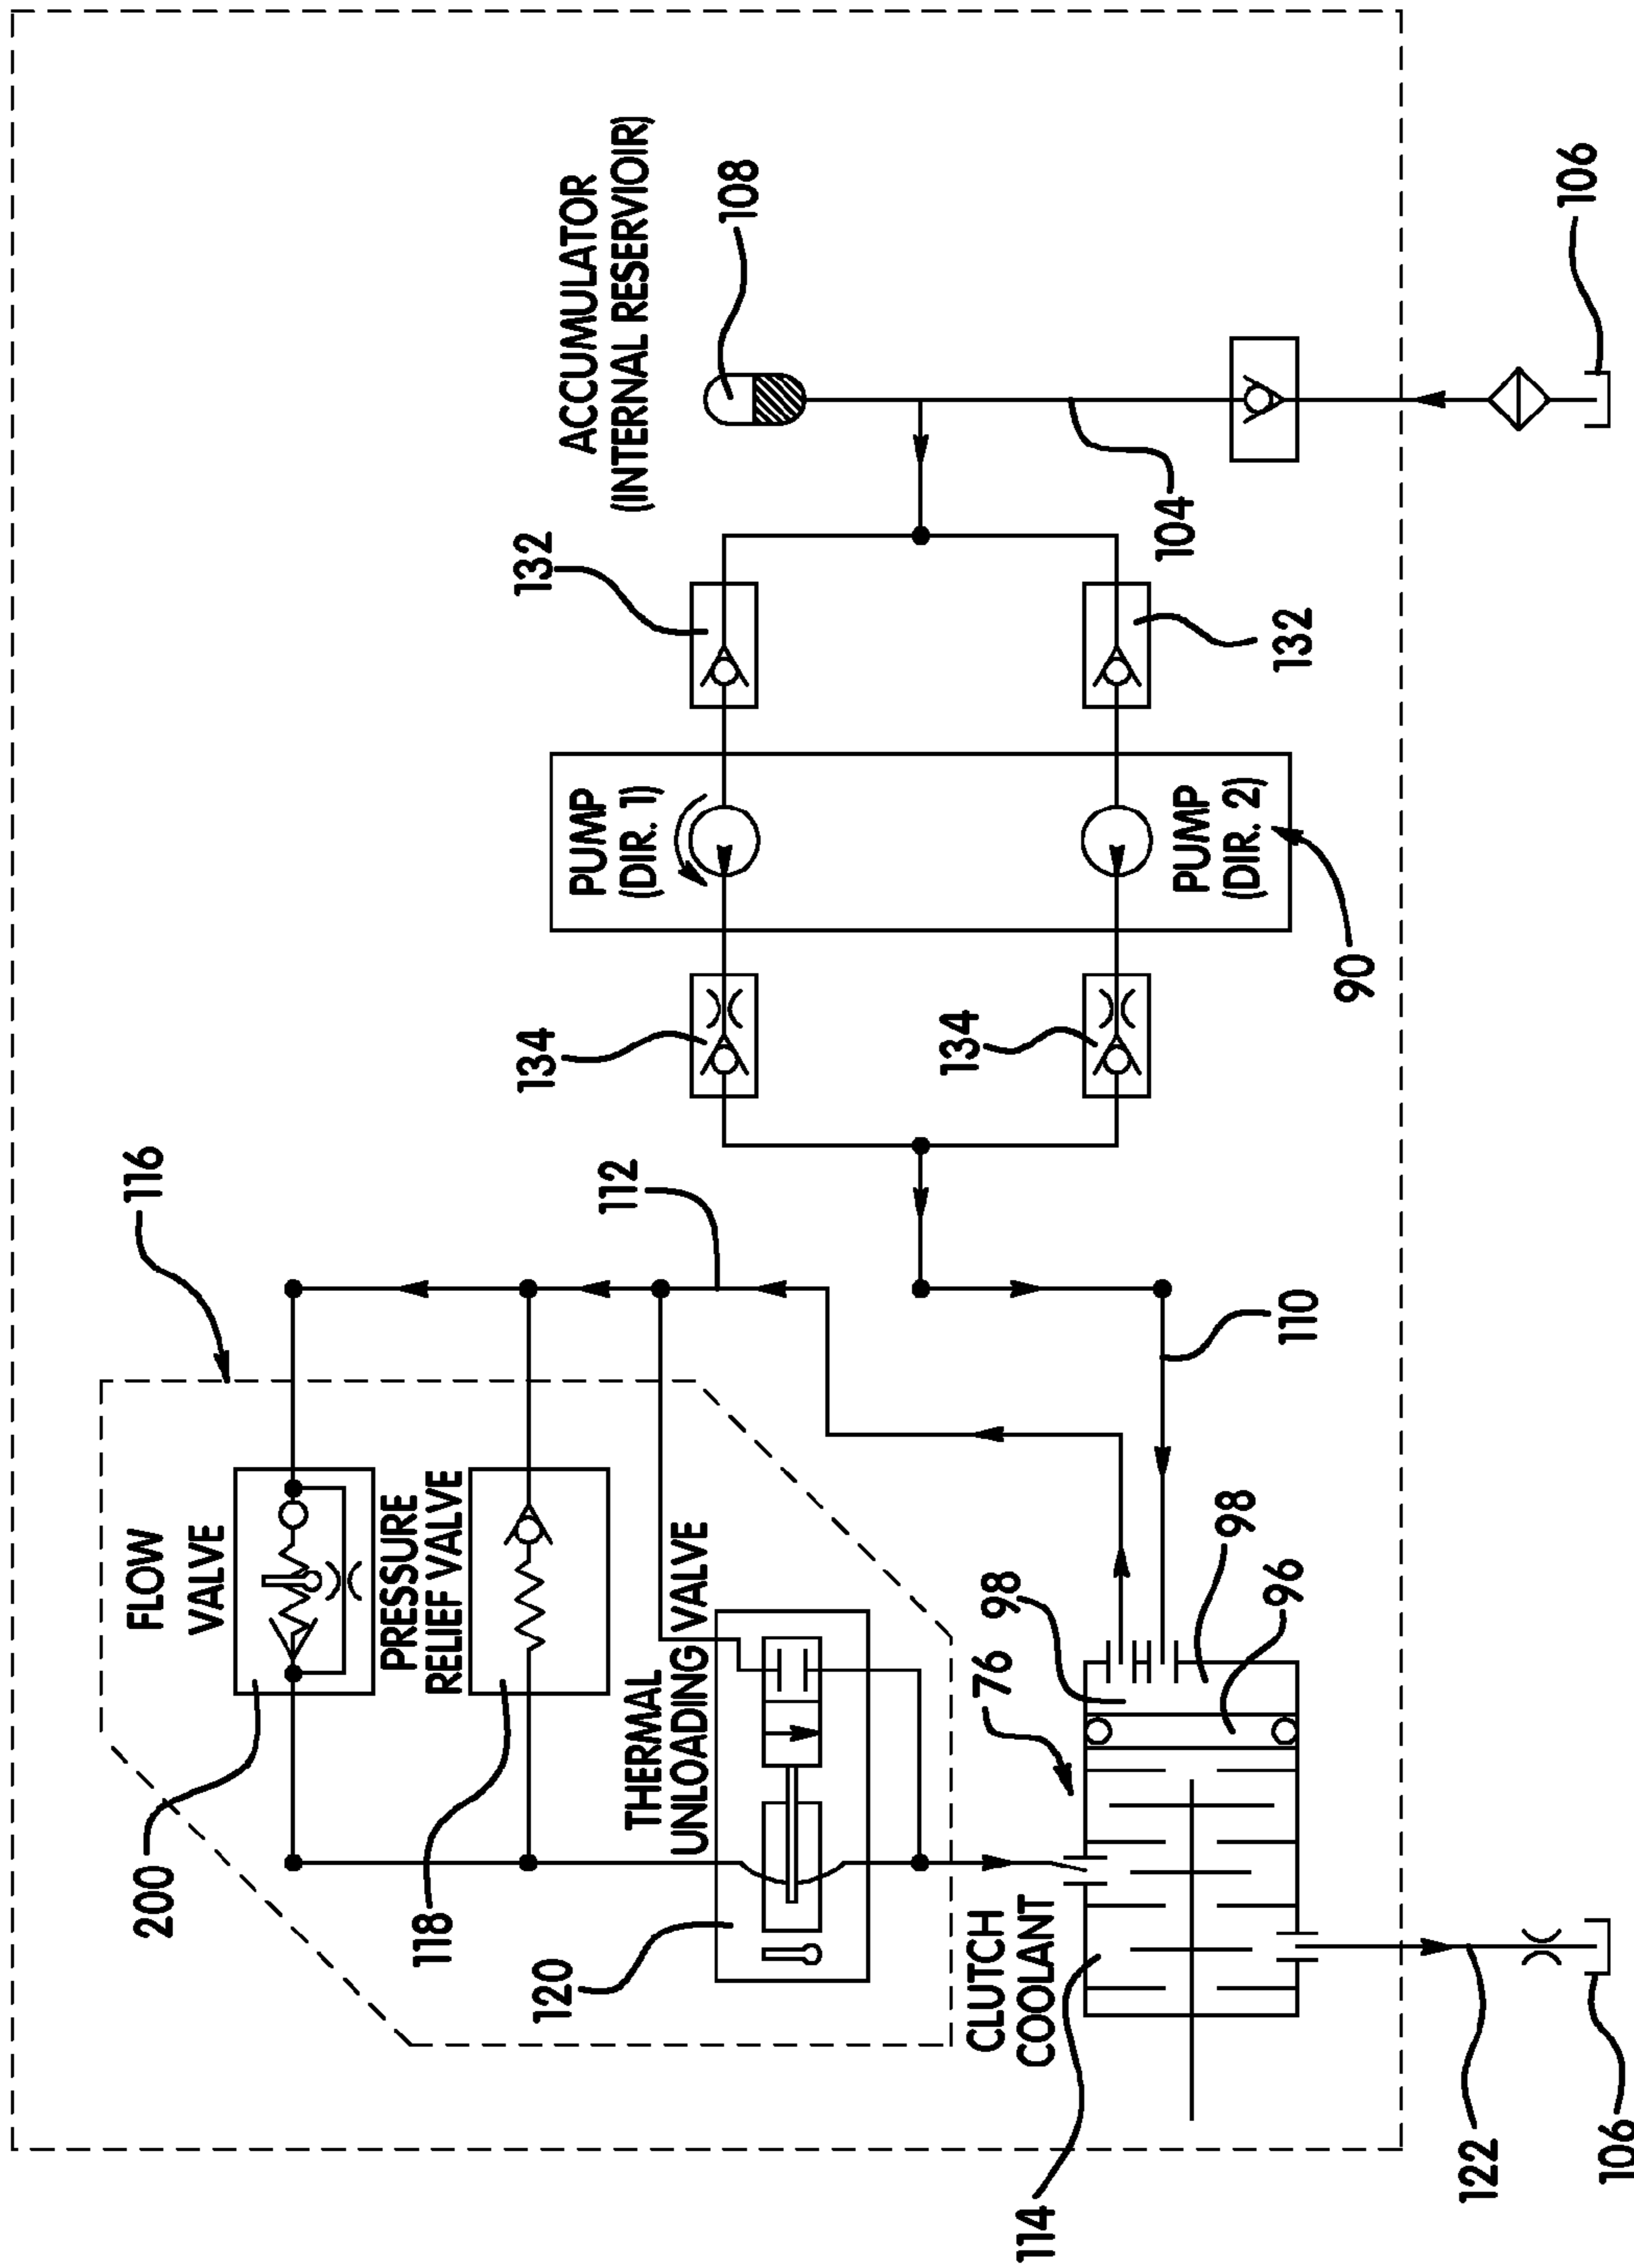 FLOW
VALVE
116
200
PRESSURE
RELIEF VALVE
118
134
132
120
ACCUMULATOR
(INTERNAL RESERVIOIR)
PUMP
(DIR. 1)
112
THERMAL
UNLOADING VALVE
108
134
CLUTCH
COOLANT
76
98
114
104
PUMP
(DIR. 2)
98
96
110
132
90
122
106
106